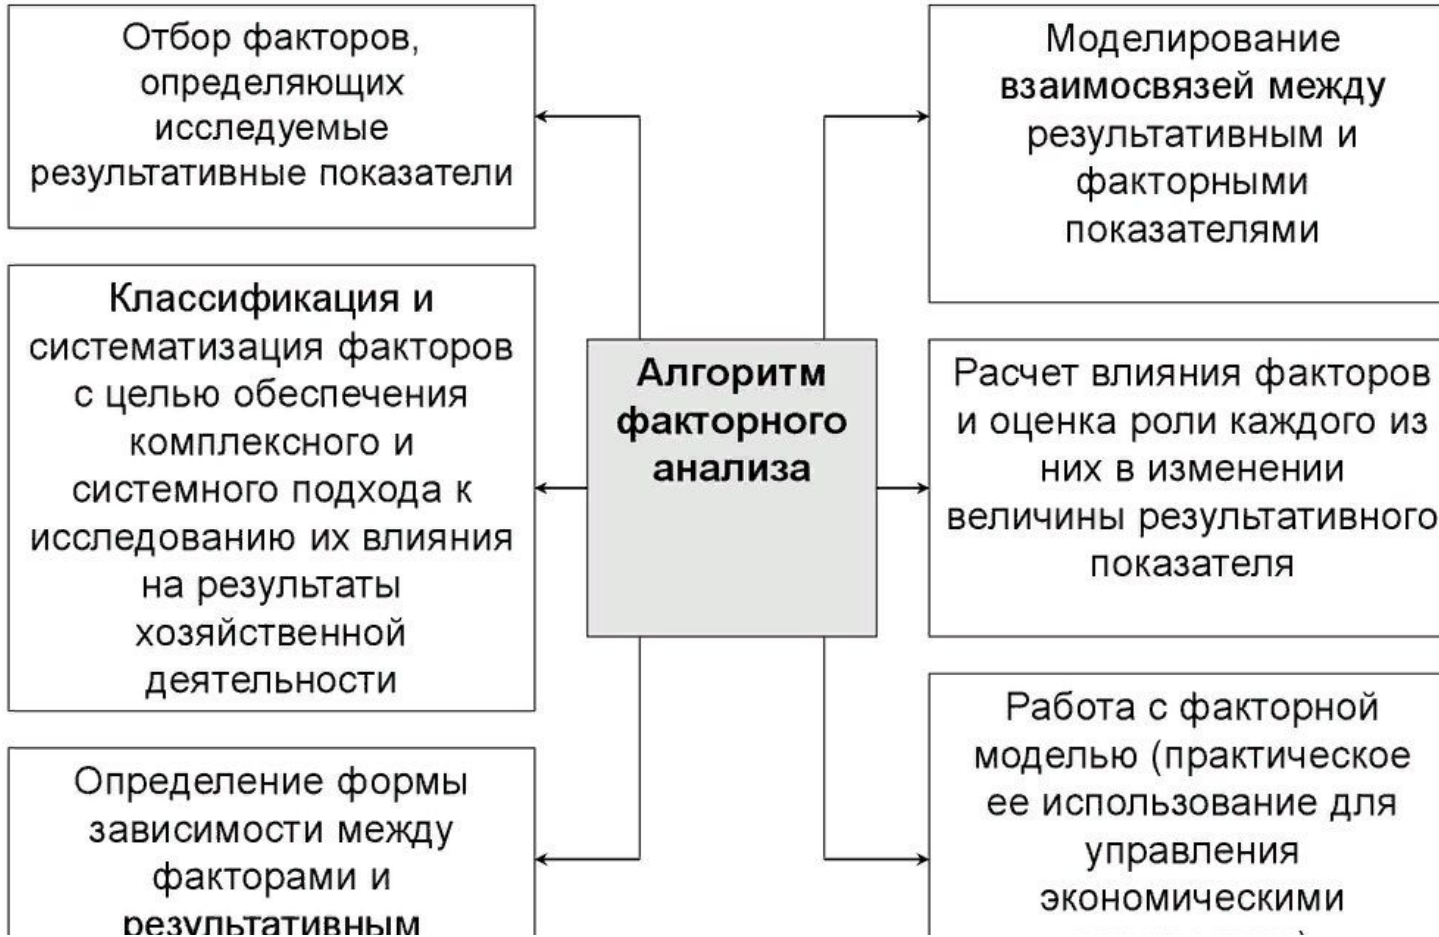 Отбор факторов,
определяющих
исследуемые
результативные показатели
Классификация и
систематизация факторов
с целью обеспечения
комплексного и
системного подхода к
исследованию их влияния
на результаты
хозяйственной
деятельности
Определение формы
зависимости между
факторами и
результативным
Алгоритм
факторного
анализа
Моделирование
взаимосвязей между
результативным и
факторными
показателями
Расчет влияния факторов
и оценка роли каждого из
них в изменении
величины результативного
показателя
Работа с факторной
моделью (практическое
ее использование для
управления
экономическими